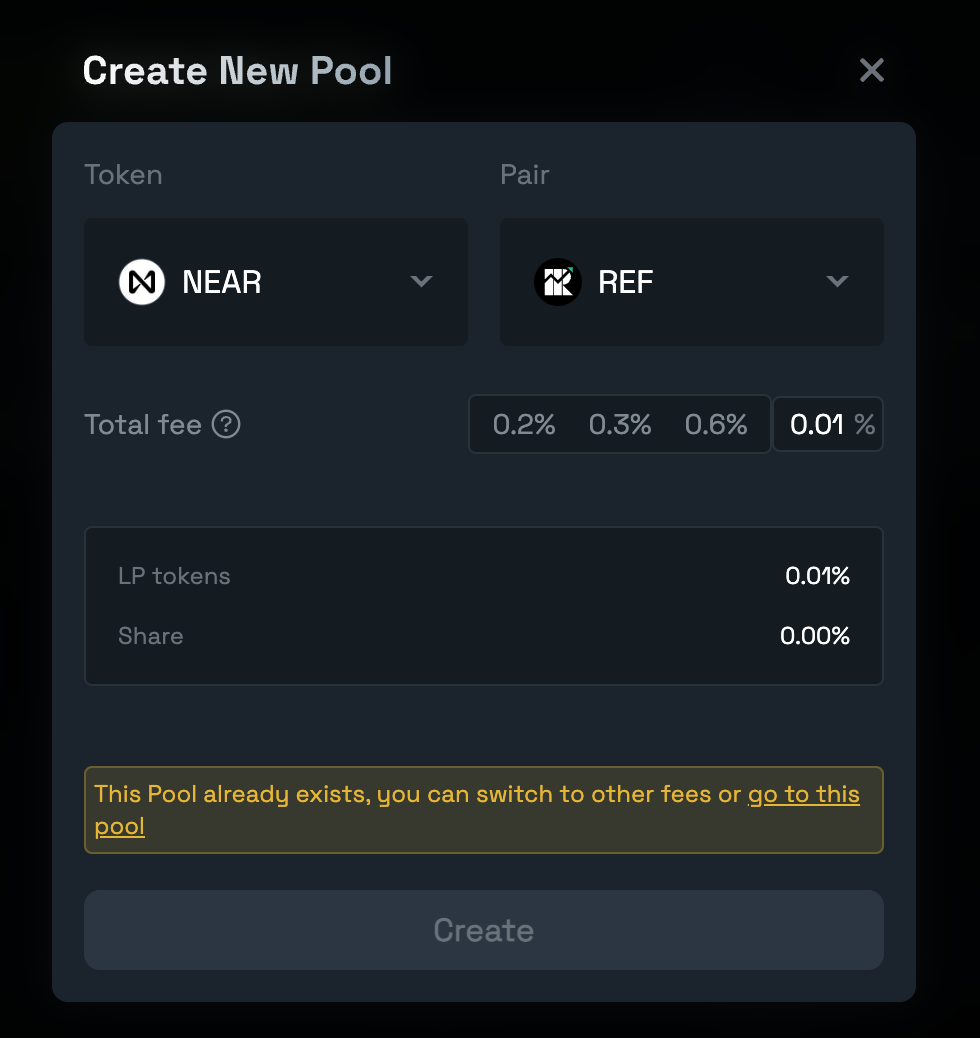 Create New Pool
Token Pair
NEAR REF
Total fee ? 0.2% 0.3% 0.6% 0.01 %
LP tokens 0.01%
Share 0.00%
This Pool already exists, you can switch to other fees or go to this
pool
Create